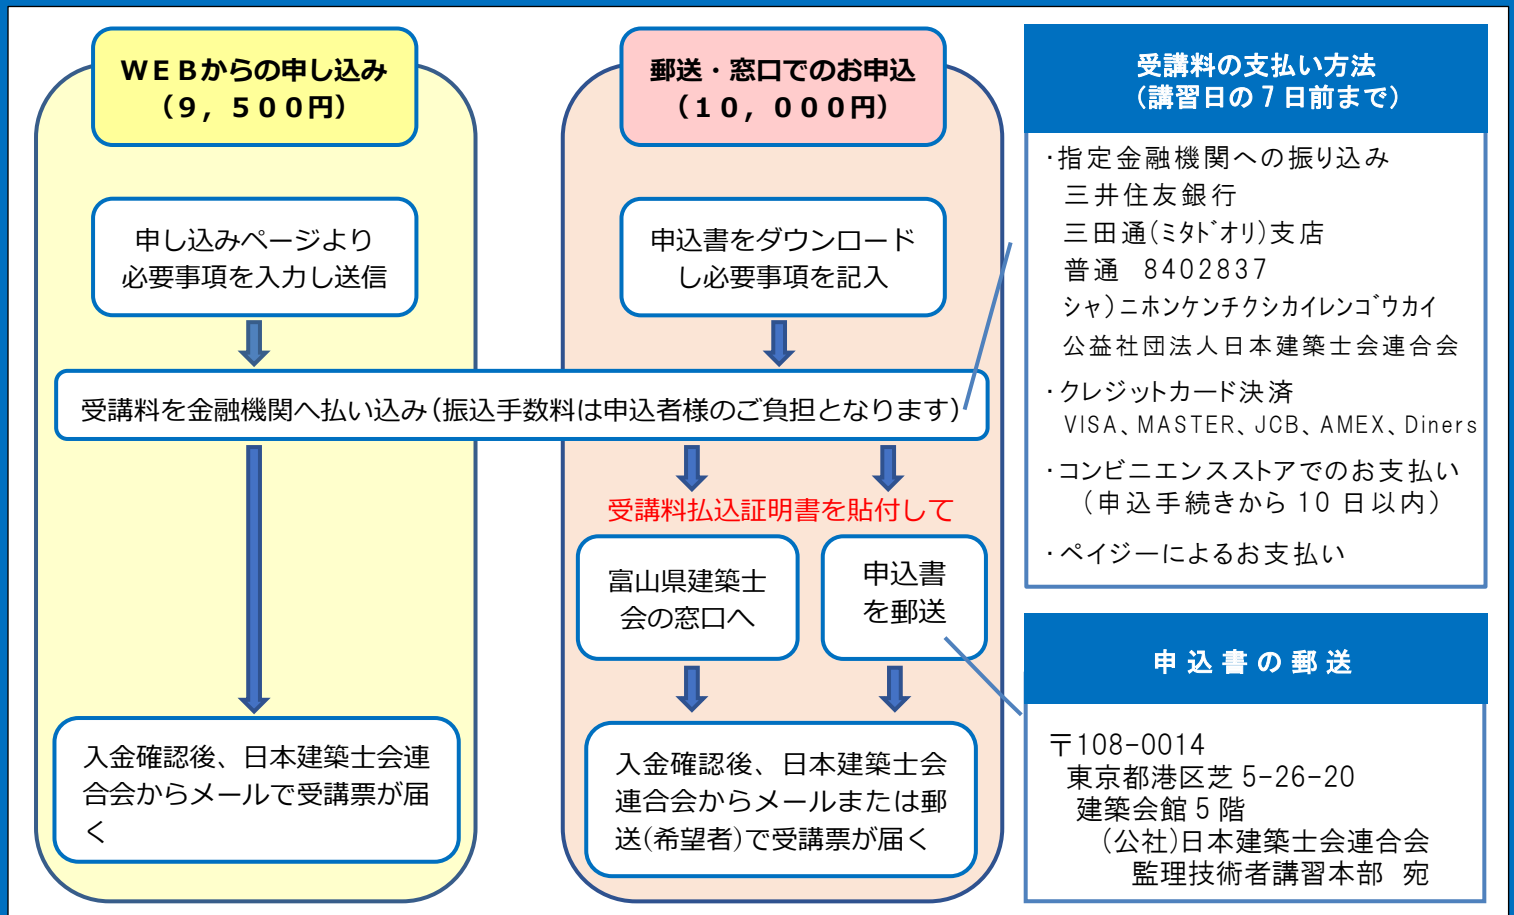 WEBからの申し込み
（9，500円）
申し込みページより
必要事項を入力し送信
郵送・窓口でのお申込
（10，000円）
申込書をダウンロード
し必要事項を記入
受講料を金融機関へ払い込み(振込手数料は申込者様のご負担となります)
受講料払込証明書を貼付して
富山県建築士
会の窓口へ
申込書
を郵送
入金確認後、日本建築士会連
合会からメールで受講票が届
く
入金確認後、日本建築士会
連合会からメールまたは郵
送(希望者)で受講票が届く
受講料の支払い方法
(講習日の7日前まで)
・指定金融機関への振り込み
三井住友銀行
三田通(ﾐﾀﾄﾞｵﾘ)支店
普通 8402837
シャ)ニホンケンチクシカイレンゴウカイ
公益社団法人日本建築士会連合会
・クレジットカード決済
VISA、MASTER、JCB、AMEX、Diners
・コンビニエンスストアでのお支払い
(申込手続きから10日以内)
・ペイジーによるお支払い
申込書の郵送
〒108-0014
東京都港区芝5-26-20
建築会館5階
(公社)日本建築士会連合会
監理技術者講習本部 宛